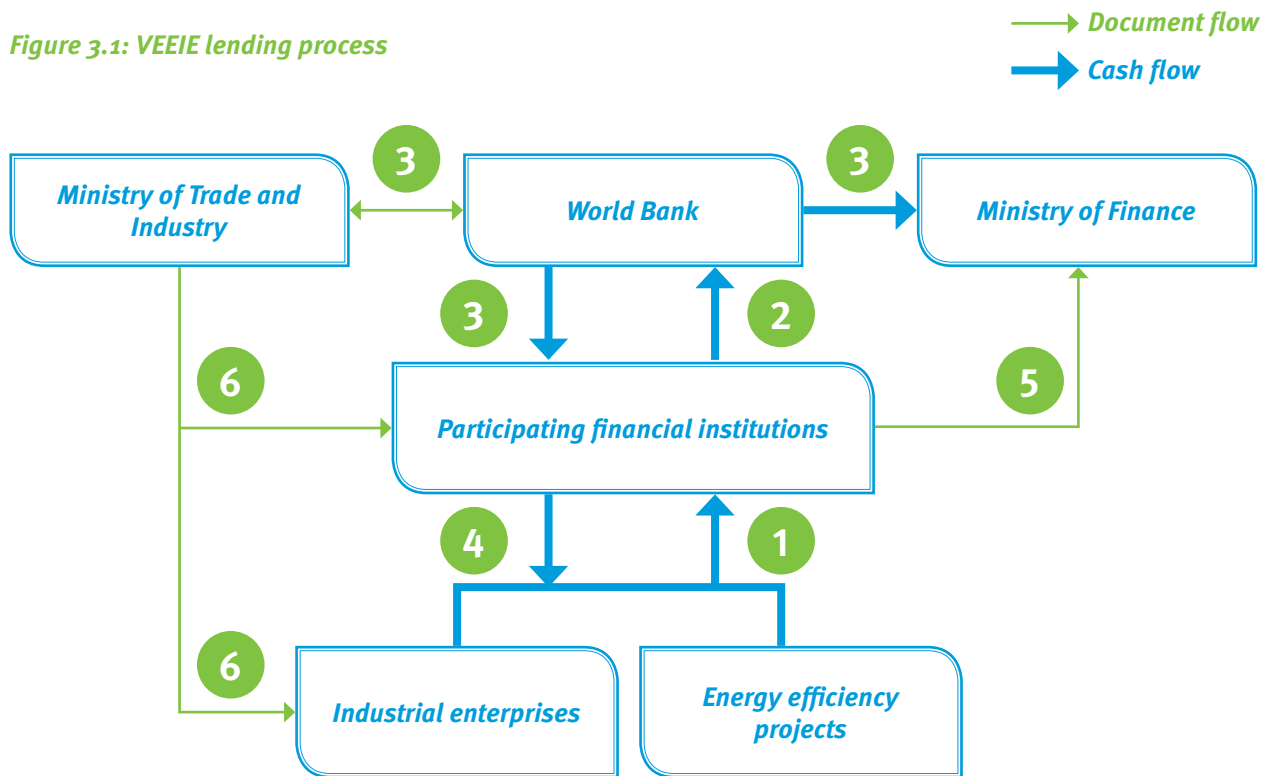 Figure 3.1: VEEIE lending process
Document flow
Cash flow
3
3
Ministry of Trade and
Industry
World Bank
Ministry of Finance
3
2
6
5
Participating financial institutions
4
1
6
Industrial enterprises
Energy efficiency
projects